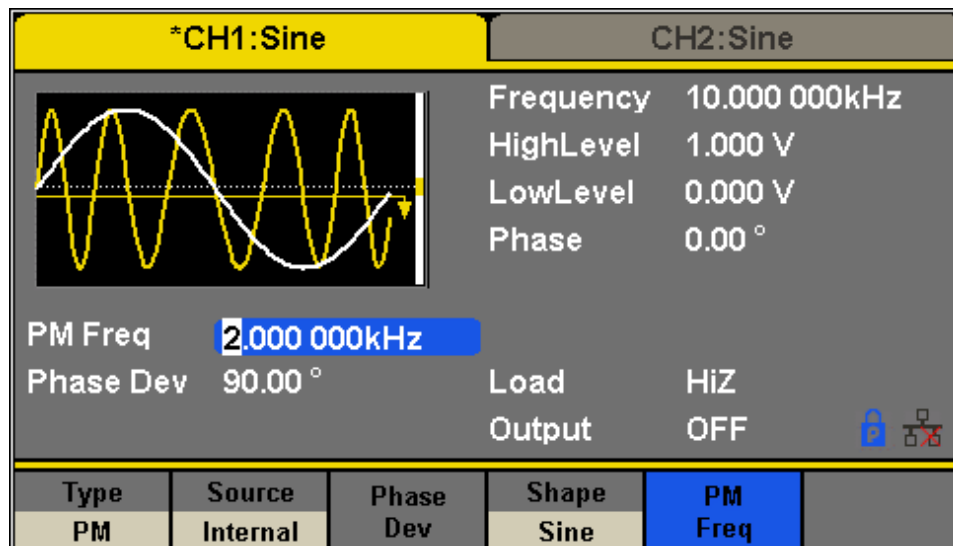 *CH1:Sine
CH2:Sine
Frequency 10.000 000kHz
HighLevel 1.000 V
LowLevel 0.000 V
Phase 0.00 °
PM Freq 2.000 000kHz
Phase Dev 90.00 °
Load HiZ
Output OFF
P
Type
PM
Source
Internal
Phase
Dev
Shape
Sine
PM
Freq